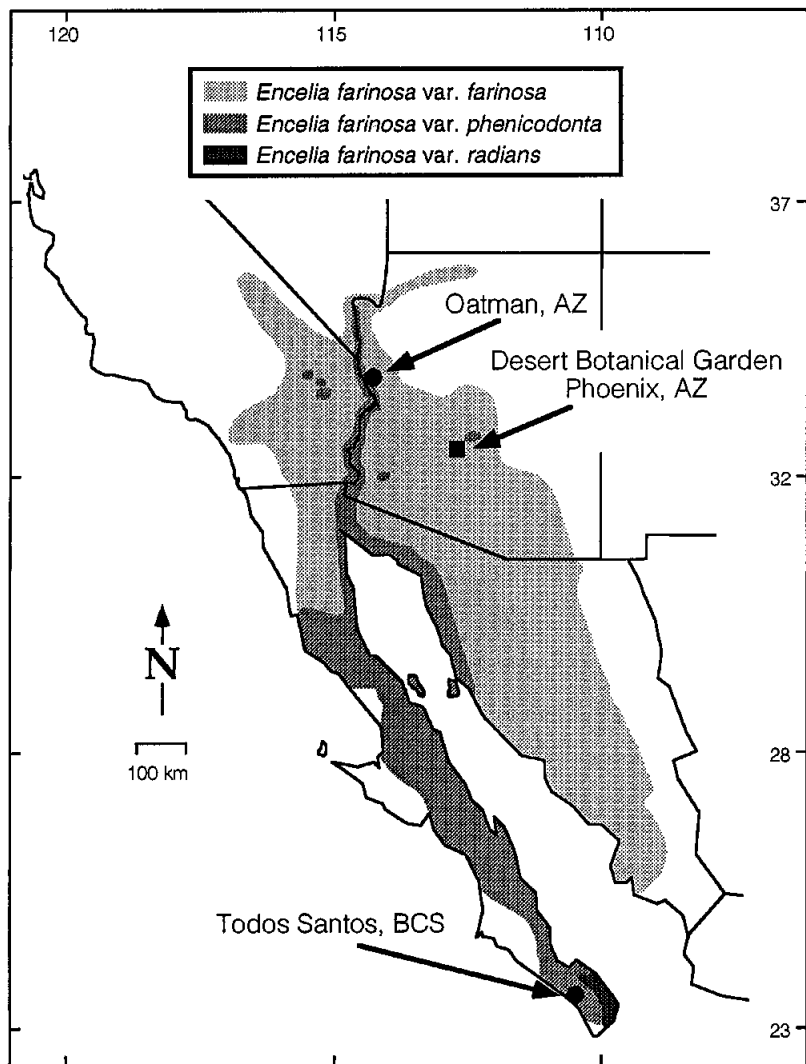 120 115 110
Encelia farinosa var. farinosa
Encelia farinosa var. phenicodonta
Encelia farinosa var. radians
37
Oatman, AZ
Desert Botanical Garden
Phoenix, AZ
32
N
100 km
28
Todos Santos, BCS
23